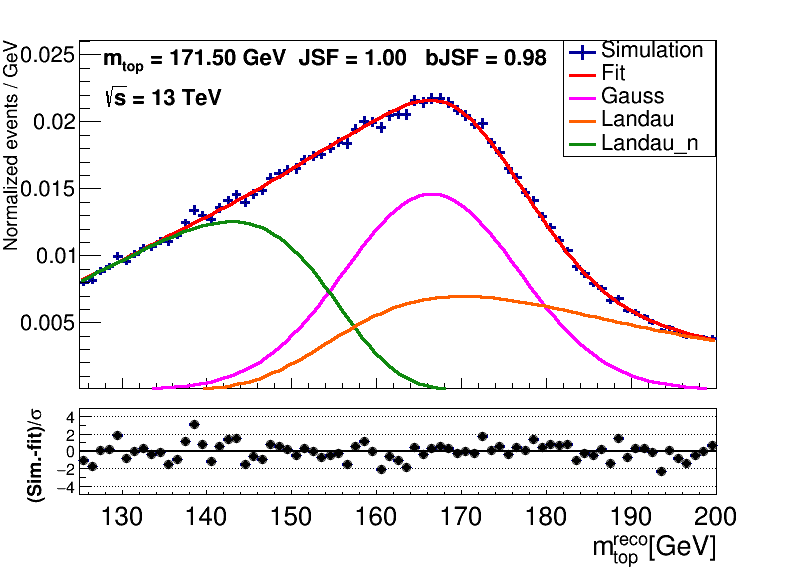 m_top = 171.50 GeV JSF = 1.00 bJSF = 0.98
√s = 13 TeV
Simulation
Fit
Gauss
Landau
Landau_n
Normalized events / GeV
0.025
0.02
0.015
0.01
0.005
(Sim.-fit)/σ
4
2
0
−2
−4
130 140 150 160 170 180 190 200
m_top^reco[GeV]